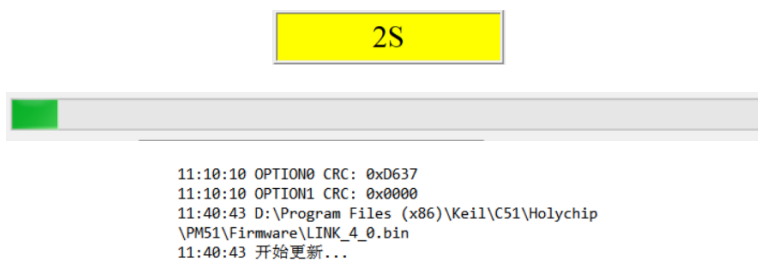 2S
11:10:10 OPTION0 CRC: 0xD637
11:10:10 OPTION1 CRC: 0x0000
11:40:43 D:\Program Files (x86)\Keil\C51\Holychip
\PM51\Firmware\LINK_4_0.bin
11:40:43 开始更新...